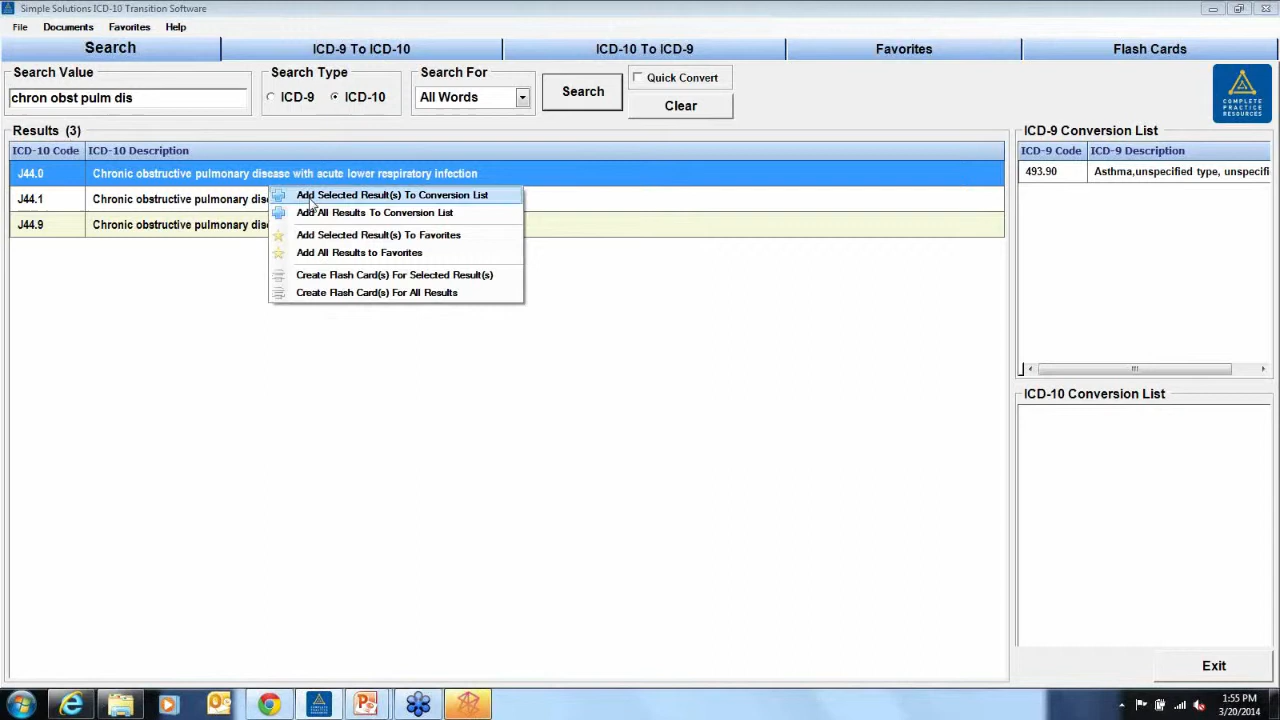 Simple Solutions ICD-10 Transition Software
File Documents Favorites Help
Search ICD-9 To ICD-10 ICD-10 To ICD-9 Favorites Flash Cards
Search Value Search Type Search For
chron obst pulm dis ICD-9 ICD-10 All Words Search Quick Convert
Clear
COMPLETE
PRACTICE
RESOURCES
Results (3)
ICD-10 Code ICD-10 Description
J44.0 Chronic obstructive pulmonary disease with acute lower respiratory infection
J44.1 Chronic obstructive pulmonary
J44.9 Chronic obstructive pulmonary
Add Selected Result(s) To Conversion List
Add All Results To Conversion List
Add Selected Result(s) To Favorites
Add All Results to Favorites
Create Flash Card(s) For Selected Result(s)
Create Flash Card(s) For All Results
ICD-9 Conversion List
ICD-9 Code ICD-9 Description
493.90 Asthma,unspecified type, unspecifi
ICD-10 Conversion List
Exit
1:55 PM
3/20/2014